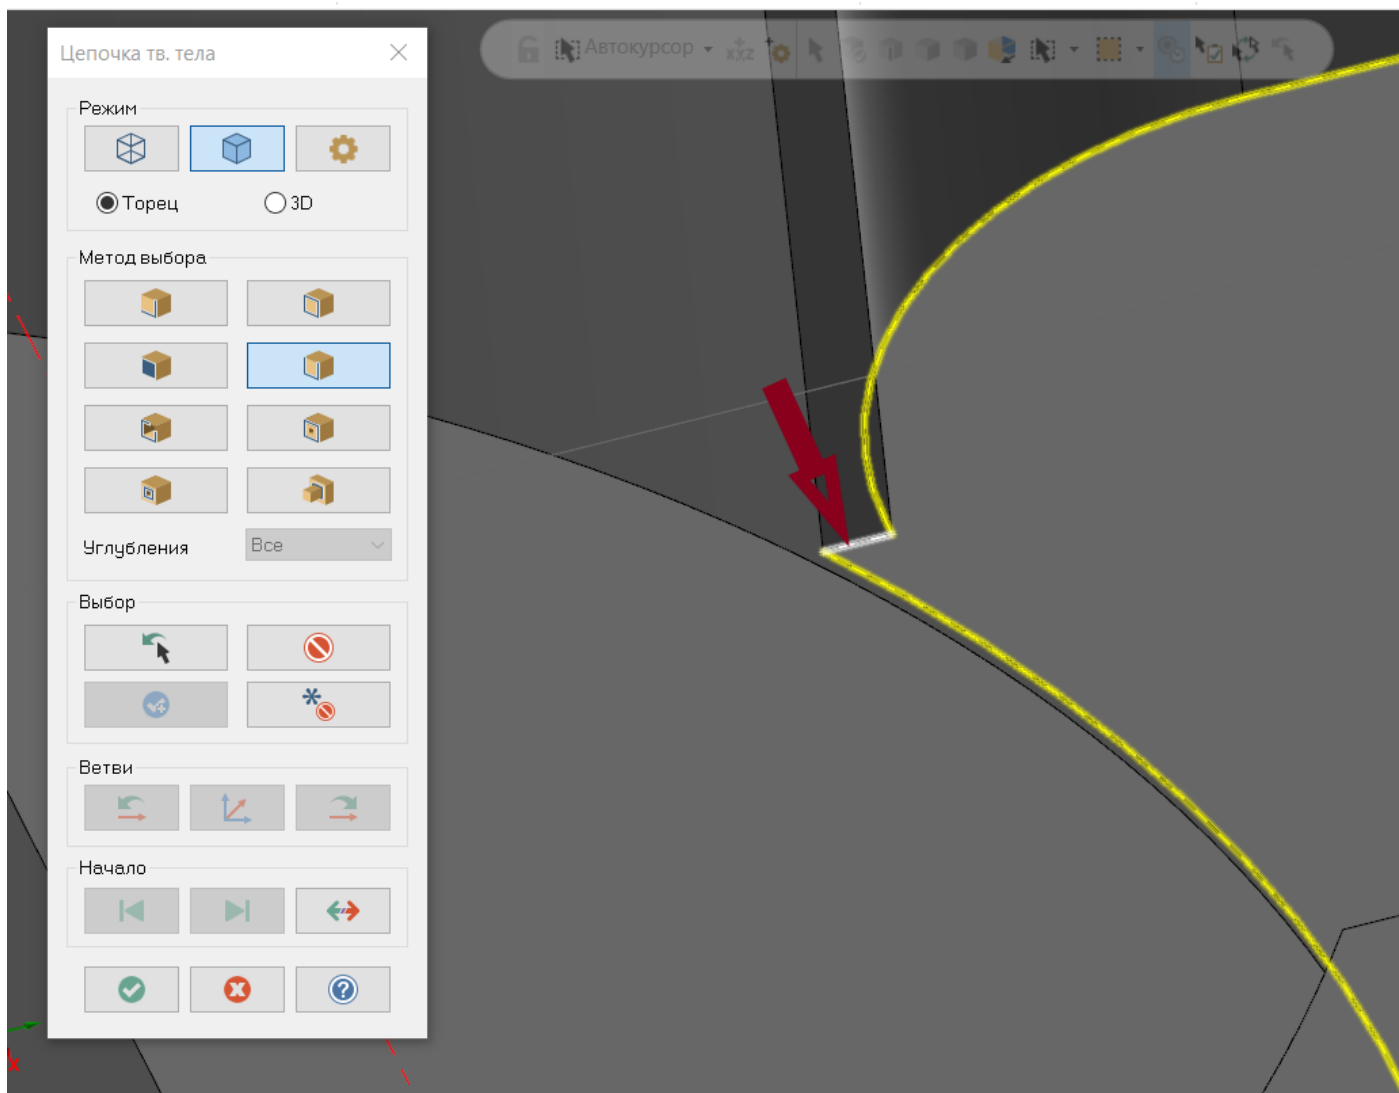 Цепочка тв. тела
Автокурсор
Режим
Торец
3D
Метод выбора
Углубления
Все
Выбор
Ветви
Начало
X